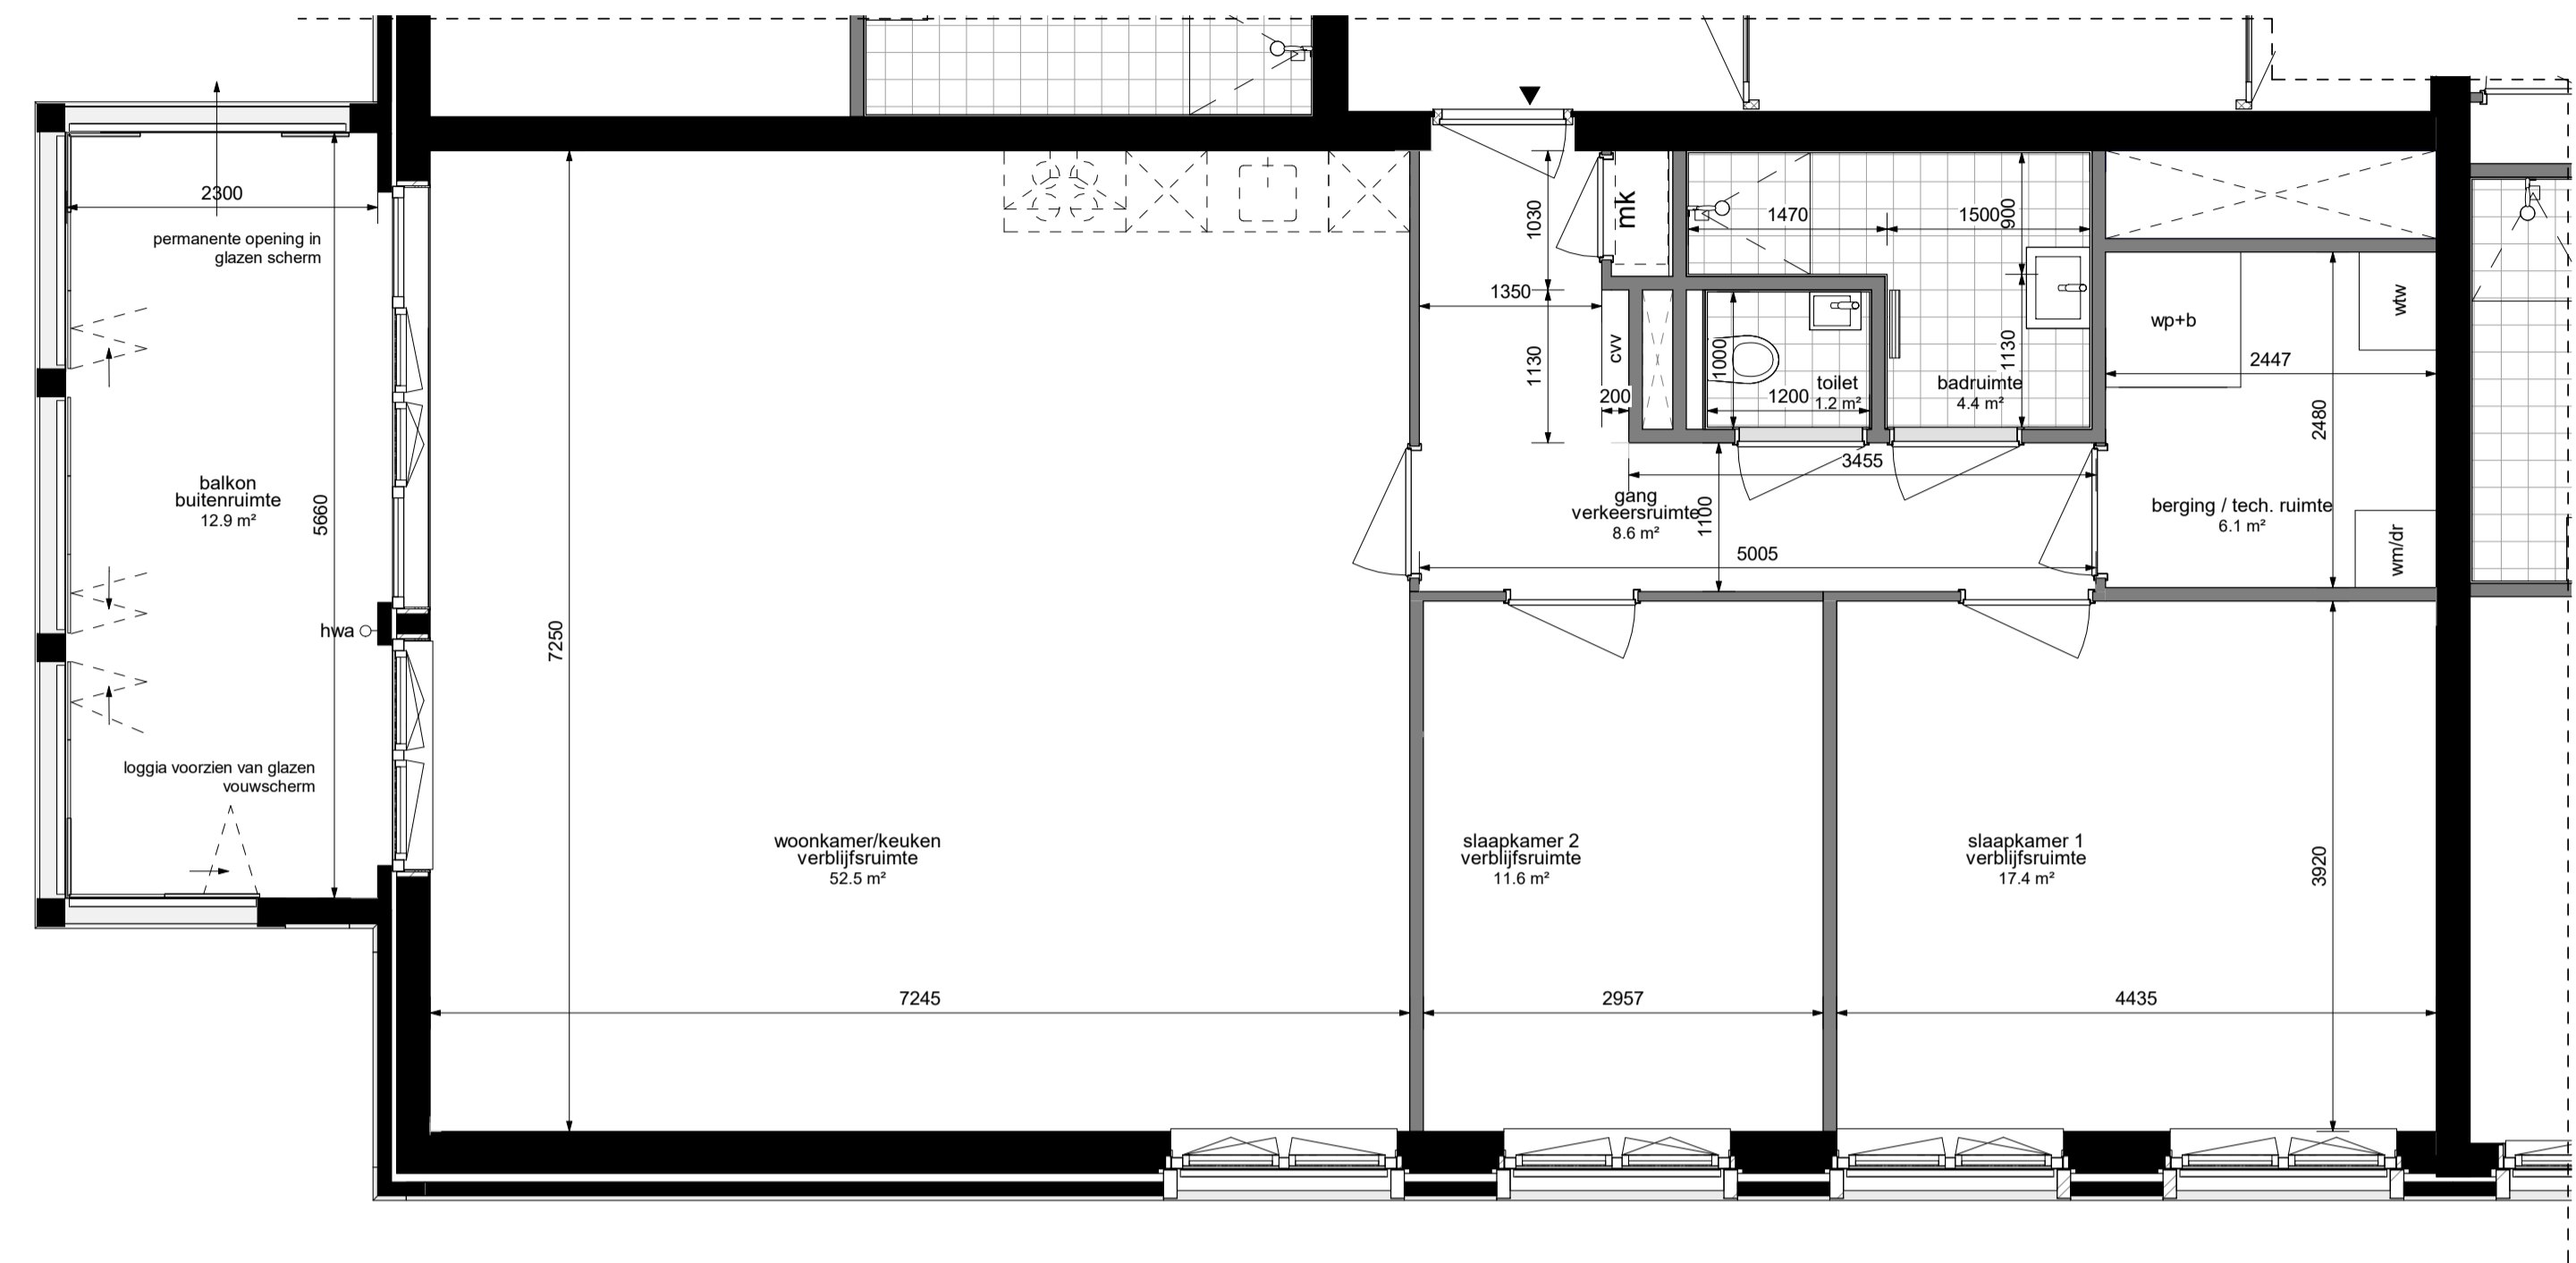 2300
permanente opening in
glazen scherm
balkon
buitenruimte
12.9 m²
5660
hwa
loggia voorzien van glazen
vouwscherm
7250
woonkamer/keuken
verblijfsruimte
52.5 m²
7245
1030
mk
1350
1130
cvv
200
1470
1500
900
1000
1200
toilet
1.2 m²
1130
badruimte
4.4 m²
wp+b
wtw
2447
2480
3455
gang
verkeersruimte
8.6 m²
1100
5005
berging / tech. ruimte
6.1 m²
wm/dr
slaapkamer 2
verblijfsruimte
11.6 m²
2957
slaapkamer 1
verblijfsruimte
17.4 m²
3920
4435